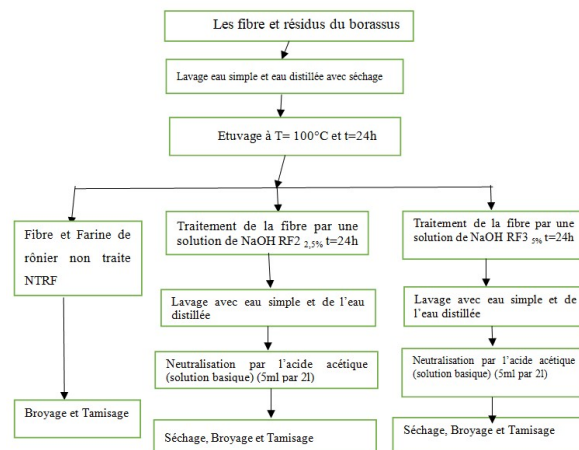 Les fibre et résidus du borassus
Lavage eau simple et eau distillée avec séchage
Etuvage à T= 100°C et t=24h
Fibre et Farine de
rônier non traite
NTRF
Traitement de la fibre par une
solution de NaOH RF2 2,5% t=24h
Traitement de la fibre par une
solution de NaOH RF3 5% t=24h
Lavage avec eau simple et de l'eau
distillée
Lavage avec eau simple et de
l'eau distillée
Neutralisation par l'acide acétique
(solution basique) (5ml par 2l)
Neutralisation par l'acide acétique
(solution basique) (5ml par 2l)
Broyage et Tamisage
Séchage, Broyage et Tamisage
Séchage, Broyage et Tamisage